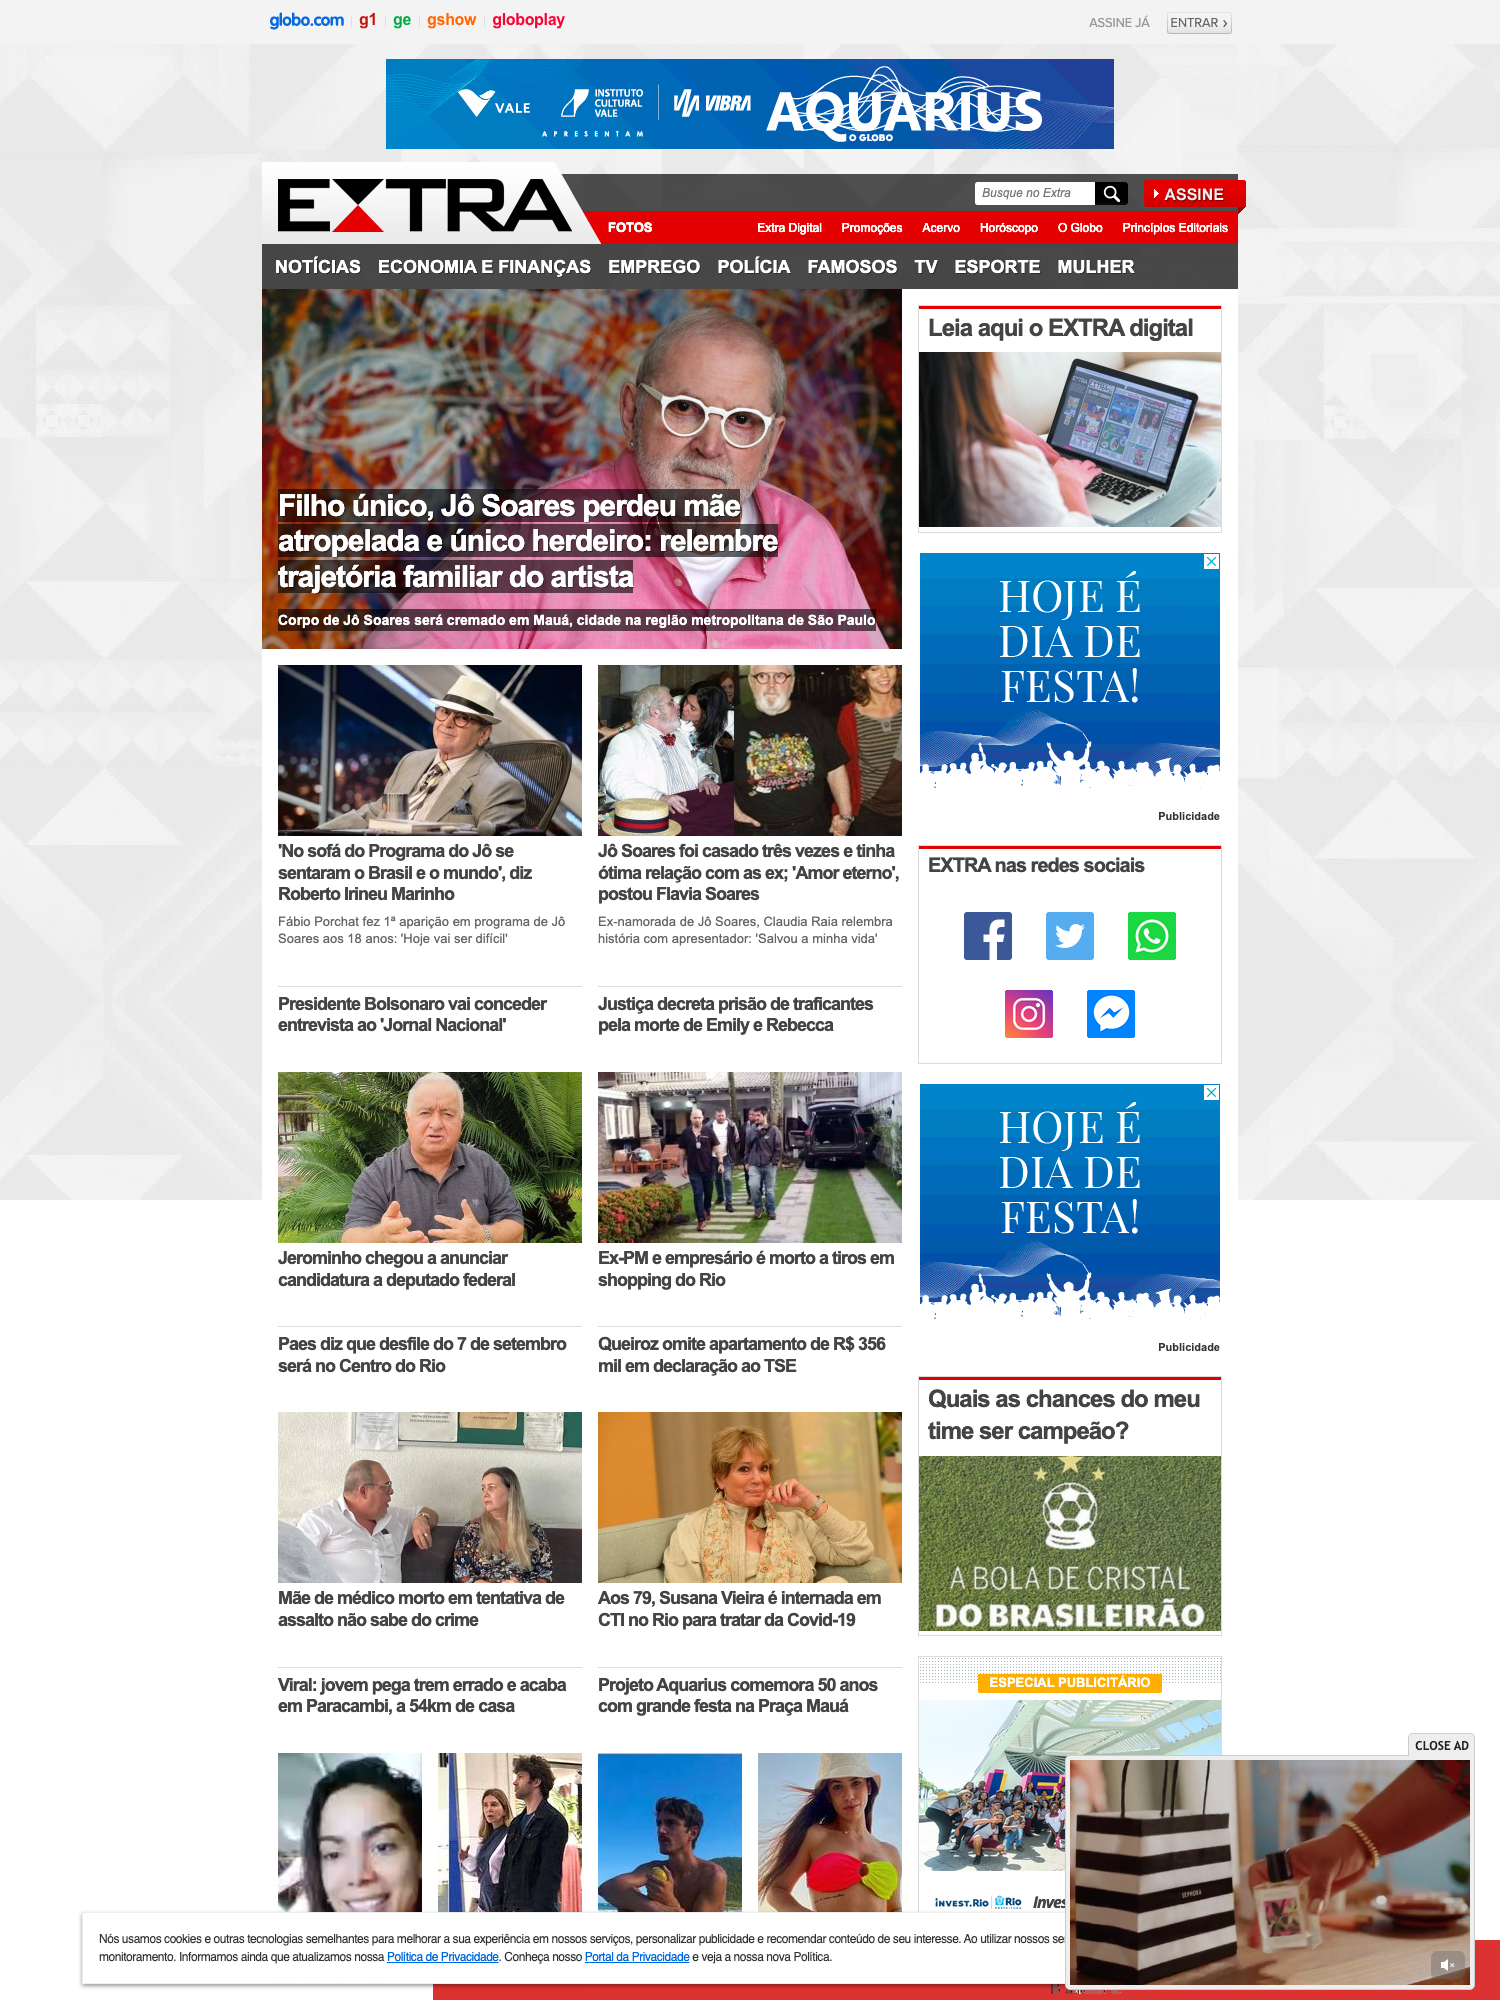 globo.com g1 ge gshow globoplay
ASSINE JÁ ENTRAR ›
VALE INSTITUTO CULTURAL VALE VIA VIBRA AQUARIUS
APRESENTAM O GLOBO
EXTRA
Busque no Extra
ASSINE
FOTOS Extra Digital Promoções Acervo Horóscopo O Globo Princípios Editoriais
NOTÍCIAS ECONOMIA E FINANÇAS EMPREGO POLÍCIA FAMOSOS TV ESPORTE MULHER
Filho único, Jô Soares perdeu mãe
atropelada e único herdeiro: relembre
trajetória familiar do artista
Corpo de Jô Soares será cremado em Mauá, cidade na região metropolitana de São Paulo
'No sofá do Programa do Jô se
sentaram o Brasil e o mundo', diz
Roberto Irineu Marinho
Fábio Porchat fez 1ª aparição em programa de Jô
Soares aos 18 anos: 'Hoje vai ser difícil'
Jô Soares foi casado três vezes e tinha
ótima relação com as ex; 'Amor eterno',
postou Flavia Soares
Ex-namorada de Jô Soares, Claudia Raia relembra
história com apresentador: 'Salvou a minha vida'
Presidente Bolsonaro vai conceder
entrevista ao 'Jornal Nacional'
Justiça decreta prisão de traficantes
pela morte de Emily e Rebecca
Jerominho chegou a anunciar
candidatura a deputado federal
Ex-PM e empresário é morto a tiros em
shopping do Rio
Paes diz que desfile do 7 de setembro
será no Centro do Rio
Queiroz omite apartamento de R$ 356
mil em declaração ao TSE
Mãe de médico morto em tentativa de
assalto não sabe do crime
Aos 79, Susana Vieira é internada em
CTI no Rio para tratar da Covid-19
Viral: jovem pega trem errado e acaba
em Paracambi, a 54km de casa
Projeto Aquarius comemora 50 anos
com grande festa na Praça Mauá
Leia aqui o EXTRA digital
HOJE É
DIA DE
FESTA!
Publicidade
EXTRA nas redes sociais
HOJE É
DIA DE
FESTA!
Publicidade
Quais as chances do meu
time ser campeão?
A BOLA DE CRISTAL
DO BRASILEIRÃO
ESPECIAL PUBLICITÁRIO
INVEST.RIO Rio
CLOSE AD
SEPHORA
Nós usamos cookies e outras tecnologias semelhantes para melhorar a sua experiência em nossos serviços, personalizar publicidade e recomendar conteúdo de seu interesse. Ao utilizar nossos
monitoramento. Informamos ainda que atualizamos nossa Política de Privacidade. Conheça nosso Portal da Privacidade e veja a nossa nova Política.